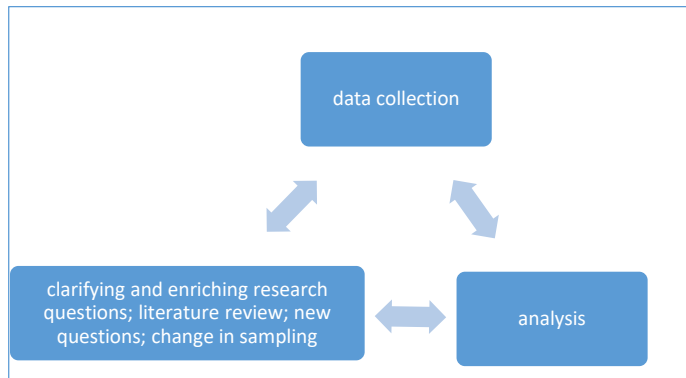 data collection
clarifying and enriching research
questions; literature review; new
questions; change in sampling
analysis